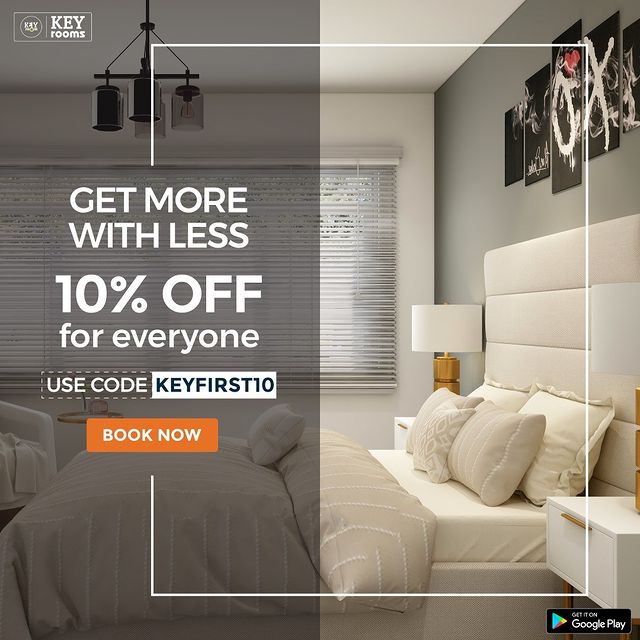 KEY
KEY
rooms
GET MORE
WITH LESS
10% OFF
for everyone
USE CODE KEYFIRST10
BOOK NOW
GET IT ON
Google Play